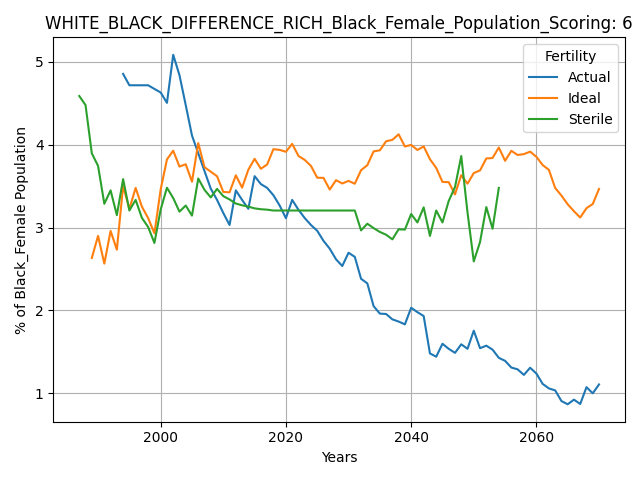 WHITE_BLACK_DIFFERENCE_RICH_Black_Female_Population_Scoring: 6
Fertility
Actual
Ideal
Sterile
% of Black_Female Population
5
4
3
2
1
2000 2020 2040 2060
Years